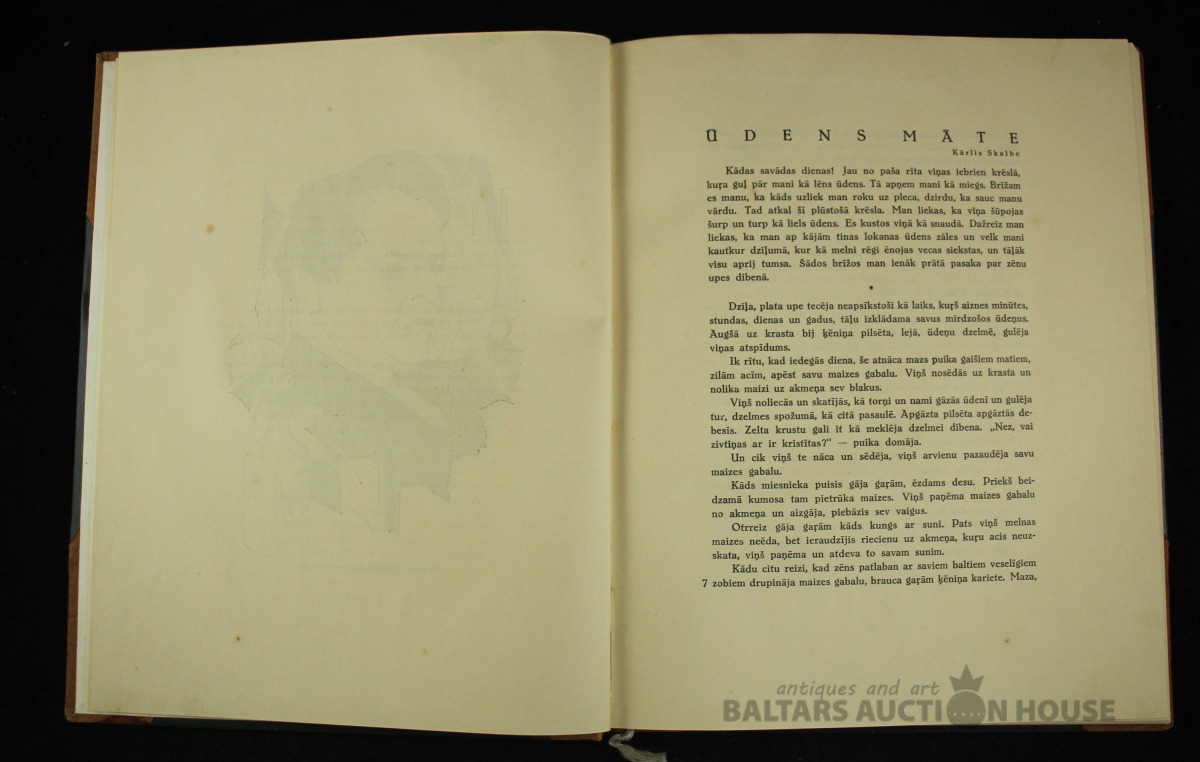 ŪDENS MĀTE
Kārlis Skalbe
Kādas savādas dienas! Jau no paša rīta viņas iebrien krēslā,
kuŗa guļ pār mani kā lēns ūdens. Tā apņem mani kā miegs. Brīžam
es manu, ka kāds uzliek man roku uz pleca, dzirdu, ka sauc manu
vārdu. Tad atkal šī plūstošā krēsla. Man liekas, ka viņa šūpojas
šurp un turp kā liels ūdens. Es kustos viņā kā snaudā. Dažreiz man
liekas, ka man ap kājām tinas lokanas ūdens zāles un velk mani
kautkur dziļumā, kur kā melni rēgi ēnojas vecas siekstas, un tāļāk
visu aprij tumsa. Šādos brīžos man ienāk prātā pasaka par zēnu
upes dibenā.
*
Dziļa, plata upe tecēja neapsīkstoši kā laiks, kuŗš aiznes minūtes,
stundas, dienas un gadus, tāļu izklādama savus mirdzošos ūdeņus.
Augšā uz krasta bij ķēniņa pilsēta, lejā, ūdeņu dzelmē, gulēja
viņas atspīdums.
Ik rītu, kad iedegās diena, še atnāca mazs puika gaišiem matiem,
zilām acīm, apēst savu maizes gabalu. Viņš nosēdās uz krasta un
nolika maizi uz akmeņa sev blakus.
Viņš noliecās un skatījās, kā torņi un nami gāzās ūdenī un gulēja
tur, dzelmes spožumā, kā citā pasaulē. Apgāzta pilsēta apgāztās de-
besīs. Zelta krustu gali it kā meklēja dzelmei dibena. „Nez, vai
zivtiņas ar ir kristītas?“ — puika domāja.
Un cik viņš te nāca un sēdēja, viņš arvienu pazaudēja savu
maizes gabalu.
Kāds miesnieka puisis gāja gaŗām, ēzdams desu. Priekš bei-
dzamā kumosa tam pietrūka maizes. Viņš paņēma maizes gabalu
no akmeņa un aizgāja, piebāzis sev vaigus.
Otrreiz gāja gaŗām kāds kungs ar suni. Pats viņš melnas
maizes neēda, bet ieraudzījis riecienu uz akmeņa, kuŗu acis neuz-
skata, viņš paņēma un atdeva to savam sunim.
Kādu citu reizi, kad zēns patlaban ar saviem baltiem veselīgiem
7 zobiem drupināja maizes gabalu, brauca gaŗām ķēniņa kariete. Maza,
antiques and art
BALTARS AUCTION HOUSE